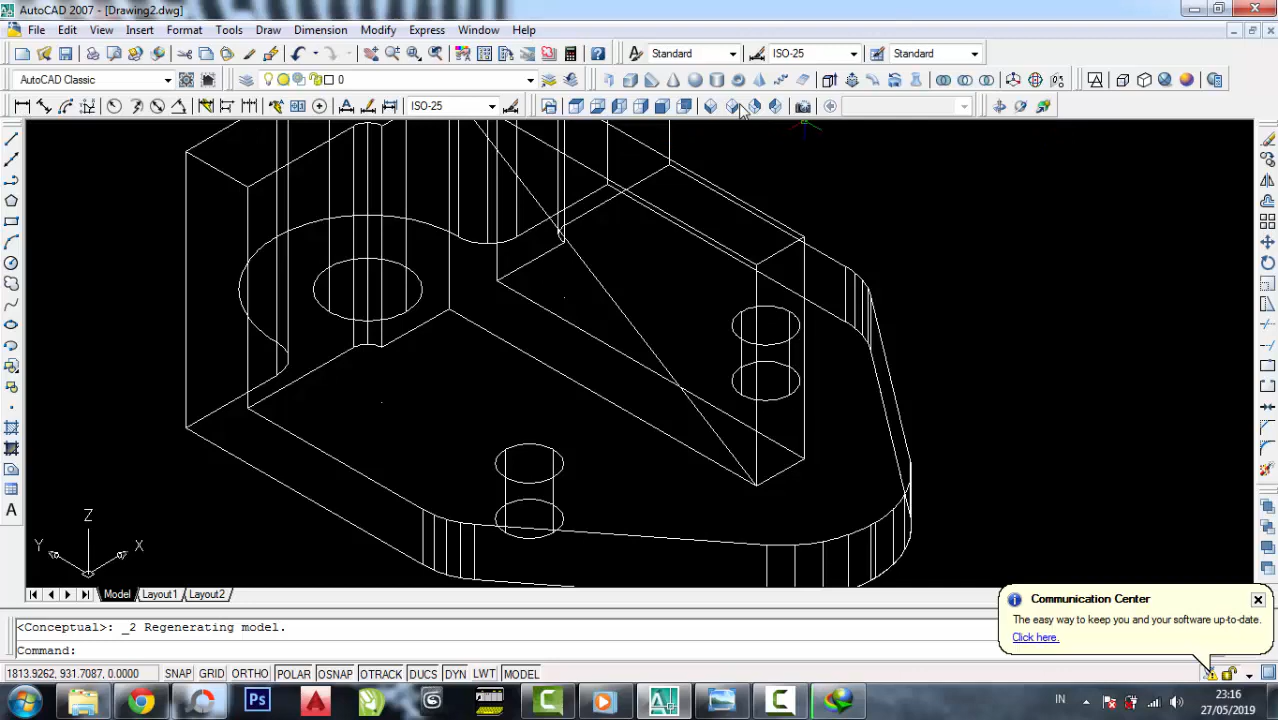 AutoCAD 2007 - [Drawing2.dwg]
File Edit View Insert Format Tools Draw Dimension Modify Express Window Help
Standard ISO-25 Standard
AutoCAD Classic 0
ISO-25
Z
Y X
Model Layout1 Layout2
<Conceptual>: _2 Regenerating model.
Command:
Communication Center
The easy way to keep you and your software up-to-date.
Click here.
1813.9262, 931.7087, 0.0000 SNAP GRID ORTHO POLAR OSNAP OTRACK DUCS DYN LWT MODEL
IN
23:16
27/05/2019